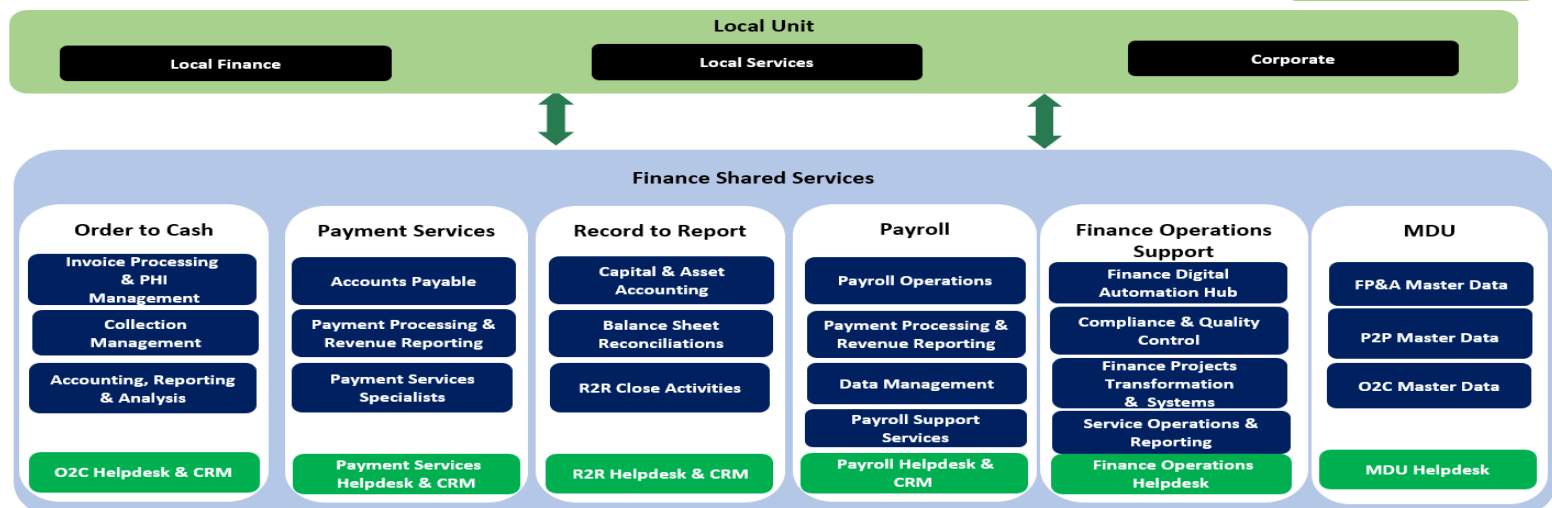 Local Unit
Local Finance
Local Services
Corporate
Finance Shared Services
Order to Cash
Invoice Processing
& PHI
Management
Collection
Management
Accounting, Reporting
& Analysis
O2C Helpdesk & CRM
Payment Services
Accounts Payable
Payment Processing &
Revenue Reporting
Payment Services
Specialists
Payment Services
Helpdesk & CRM
Record to Report
Capital & Asset
Accounting
Balance Sheet
Reconciliations
R2R Close Activities
R2R Helpdesk & CRM
Payroll
Payroll Operations
Payment Processing &
Revenue Reporting
Data Management
Payroll Support
Services
Payroll Helpdesk &
CRM
Finance Operations
Support
Finance Digital
Automation Hub
Compliance & Quality
Control
Finance Projects
Transformation
& Systems
Service Operations &
Reporting
Finance Operations
Helpdesk
MDU
FP&A Master Data
P2P Master Data
O2C Master Data
MDU Helpdesk